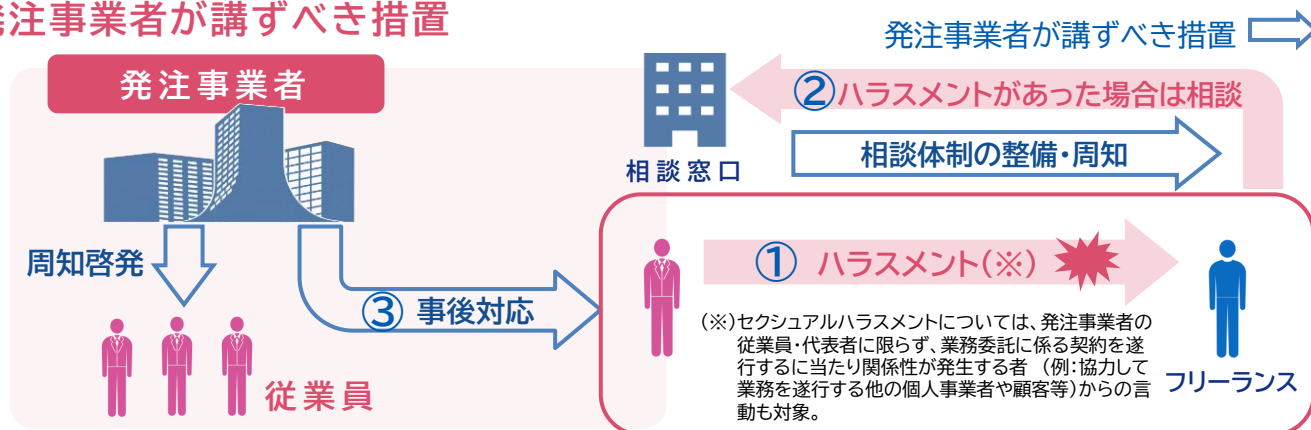 注事業者が講ずべき措置
発注事業者が講ずべき措置
発注事業者
②ハラスメントがあった場合は相談
相談体制の整備・周知
相談窓口
周知啓発
① ハラスメント(※)
③ 事後対応
(※)セクシュアルハラスメントについては、発注事業者の
従業員・代表者に限らず、業務委託に係る契約を遂
行するに当たり関係性が発生する者 (例:協力して
業務を遂行する他の個人事業者や顧客等)からの言
動も対象。
フリーランス
従業員